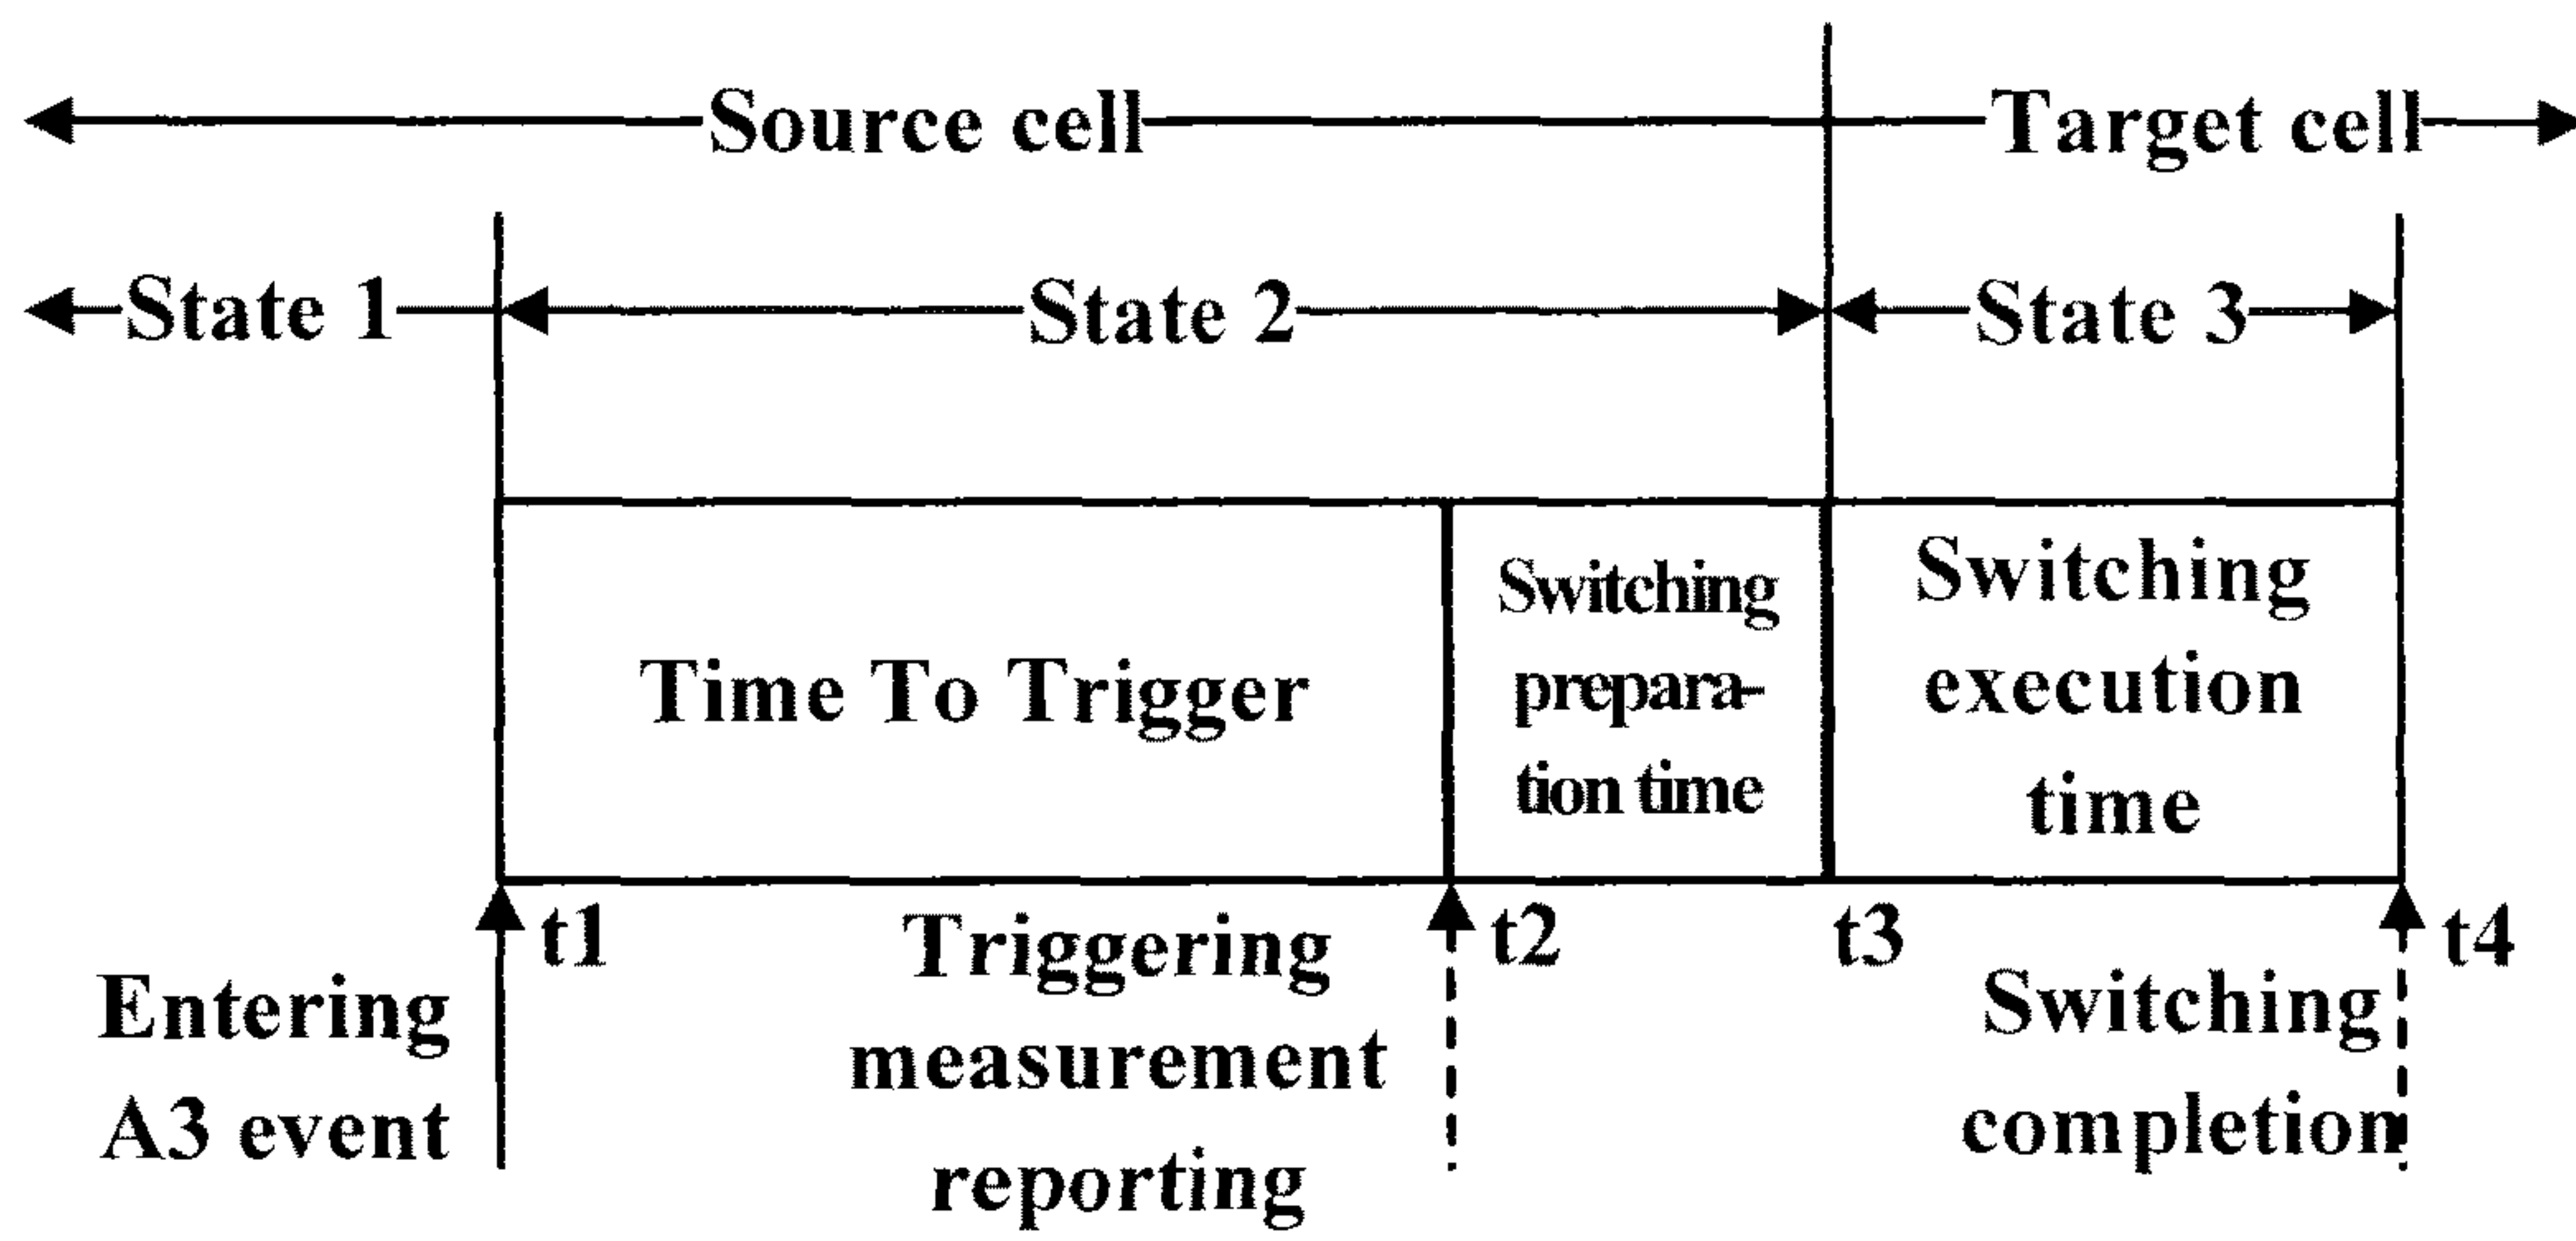 Source cell
Target cell
State 1
State 2
State 3
Time To Trigger
Switching
prepara-
tion time
Switching
execution
time
t1
t2
t3
t4
Entering
A3 event
Triggering
measurement
reporting
Switching
completion